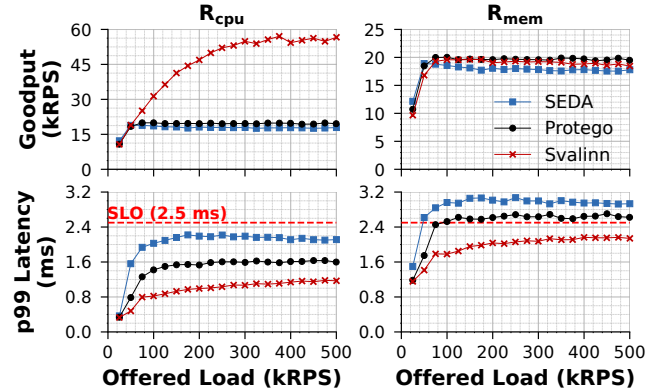 R_cpu
R_mem
Goodput
(kRPS)
60
45
30
15
0
25
20
15
10
5
0
SEDA
Protego
Svalinn
p99 Latency
(ms)
3.2
2.4
1.6
0.8
0.0
SLO (2.5 ms)
3.2
2.4
1.6
0.8
0.0
0 100 200 300 400 500
0 100 200 300 400 500
Offered Load (kRPS)
Offered Load (kRPS)